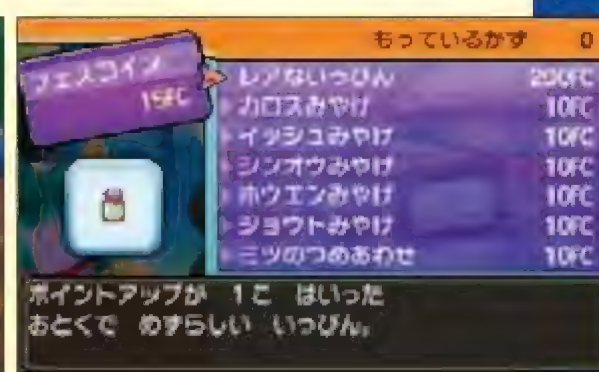 もっているかず 0
フェスコイン
15FC
レアないっぴん 200FC
カロスみやげ 10FC
イッシュみやげ 10FC
シンオウみやげ 10FC
ホウエンみやげ 10FC
ジョウトみやげ 10FC
ミツのつめあわせ 10FC
ポイントアップが 1こ はいった
おとくで めずらしい いっぴん。